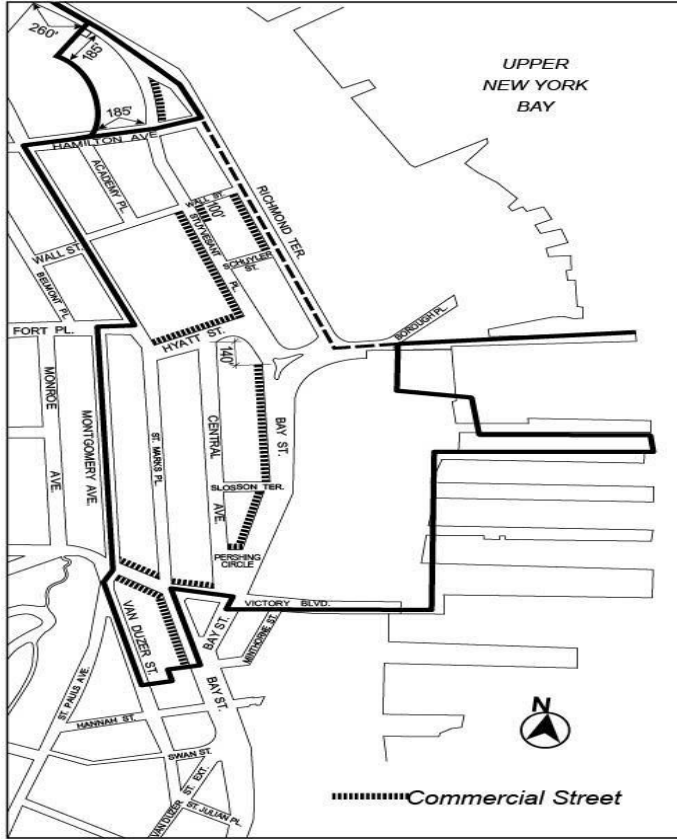 260'
185'
UPPER
NEW YORK
BAY
185'
HAMILTON AVE
ACADEMY PL.
RICHMOND TER.
WALL ST.
100'
STUYVESANT
PL.
WALL ST.
SCHUYLER
ST.
BELMONT PL.
BOROUGH PL.
FORT PL.
HYATT ST.
140'
MONROE
AVE.
MONTGOMERY AVE.
ST. MARKS PL.
CENTRAL
AVE.
BAY ST.
SLOSSON TER.
PERSHING
CIRCLE
VICTORY BLVD.
VAN DUZER ST.
BAY ST.
MINTHORNE ST.
ST. PAULS AVE.
BAY ST.
HANNAH ST.
N
SWAN ST.
VAN DUZER ST. EXT.
ST. JULIAN PL.
Commercial Street